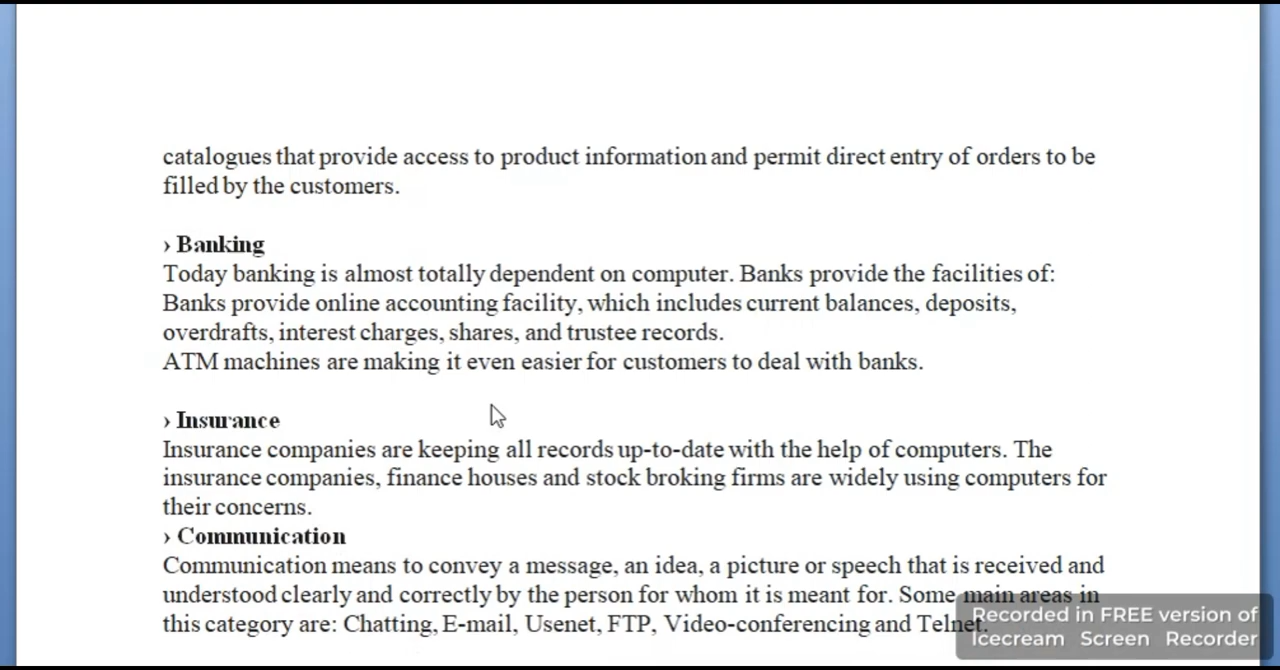 catalogues that provide access to product information and permit direct entry of orders to be
filled by the customers.
› Banking
Today banking is almost totally dependent on computer. Banks provide the facilities of:
Banks provide online accounting facility, which includes current balances, deposits,
overdrafts, interest charges, shares, and trustee records.
ATM machines are making it even easier for customers to deal with banks.
› Insurance
Insurance companies are keeping all records up-to-date with the help of computers. The
insurance companies, finance houses and stock broking firms are widely using computers for
their concerns.
› Communication
Communication means to convey a message, an idea, a picture or speech that is received and
understood clearly and correctly by the person for whom it is meant for. Some main areas in
this category are: Chatting, E-mail, Usenet, FTP, Video-conferencing and Telnet.
Recorded in FREE version of
Icecream Screen Recorder